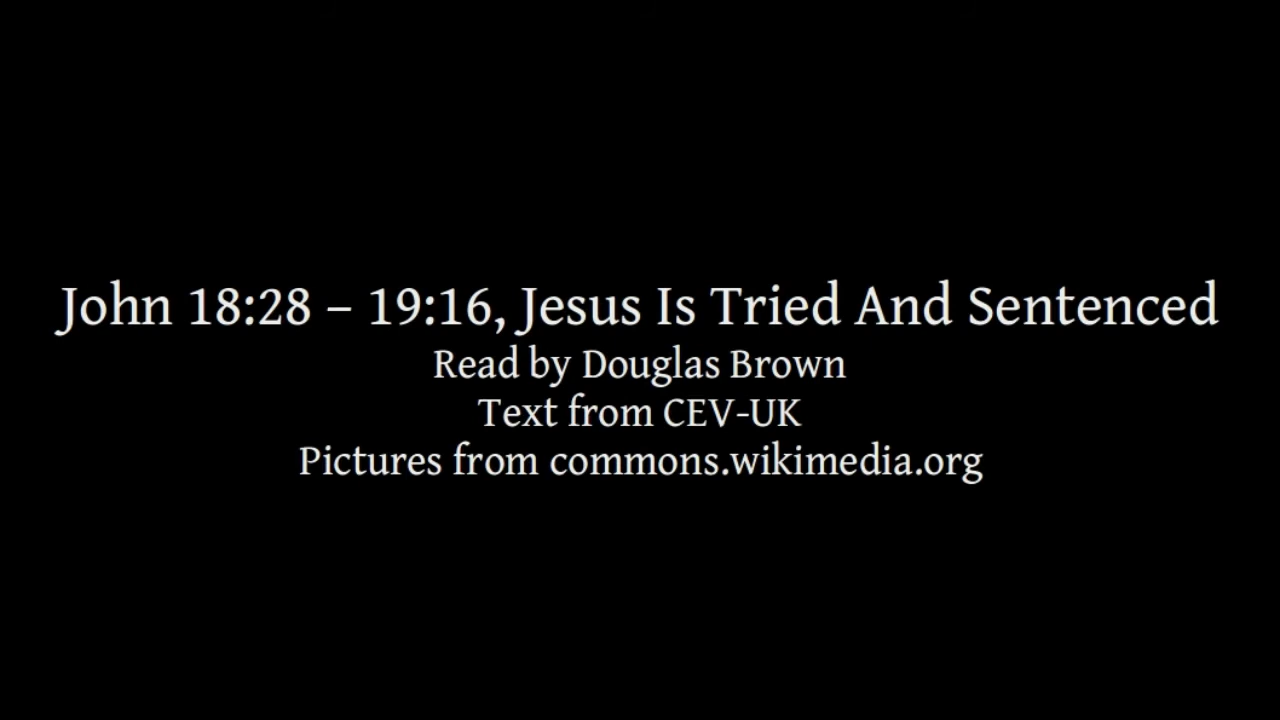 John 18:28 – 19:16, Jesus Is Tried And Sentenced
Read by Douglas Brown
Text from CEV-UK
Pictures from commons.wikimedia.org